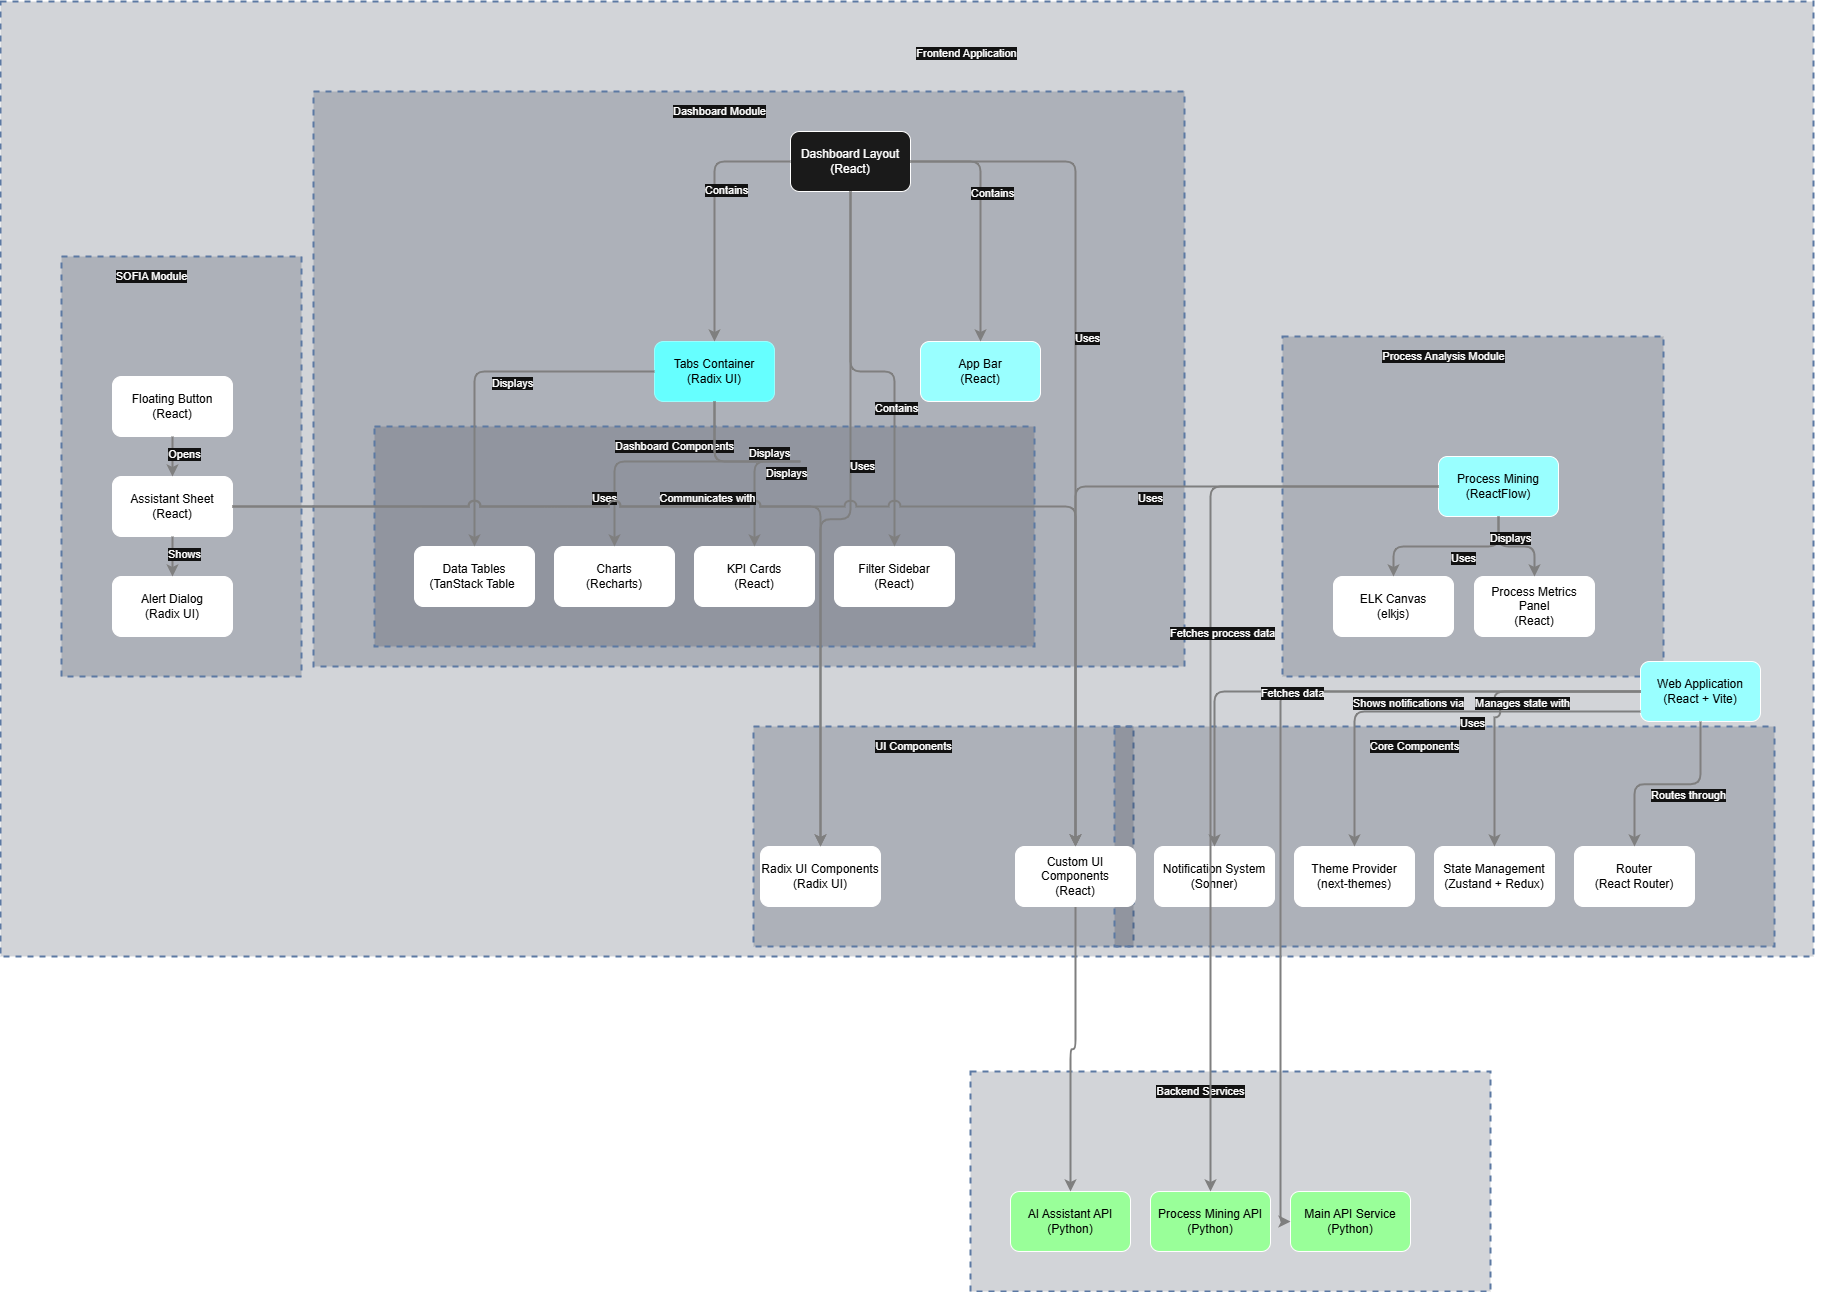 Frontend Application
Dashboard Module
Dashboard Layout
(React)
Contains
Contains
SOFIA Module
Uses
Process Analysis Module
Tabs Container
(Radix UI)
App Bar
(React)
Displays
Floating Button
(React)
Contains
Dashboard Components
Displays
Opens
Uses
Displays
Process Mining
(ReactFlow)
Assistant Sheet
(React)
Uses
Communicates with
Uses
Displays
Shows
Uses
Data Tables
(TanStack Table
Charts
(Recharts)
KPI Cards
(React)
Filter Sidebar
(React)
Alert Dialog
(Radix UI)
ELK Canvas
(elkjs)
Process Metrics
Panel
(React)
Fetches process data
Web Application
(React + Vite)
Fetches data
Shows notifications via
Manages state with
Uses
UI Components
Core Components
Routes through
Radix UI Components
(Radix UI)
Custom UI
Components
(React)
Notification System
(Sonner)
Theme Provider
(next-themes)
State Management
(Zustand + Redux)
Router
(React Router)
Backend Services
AI Assistant API
(Python)
Process Mining API
(Python)
Main API Service
(Python)